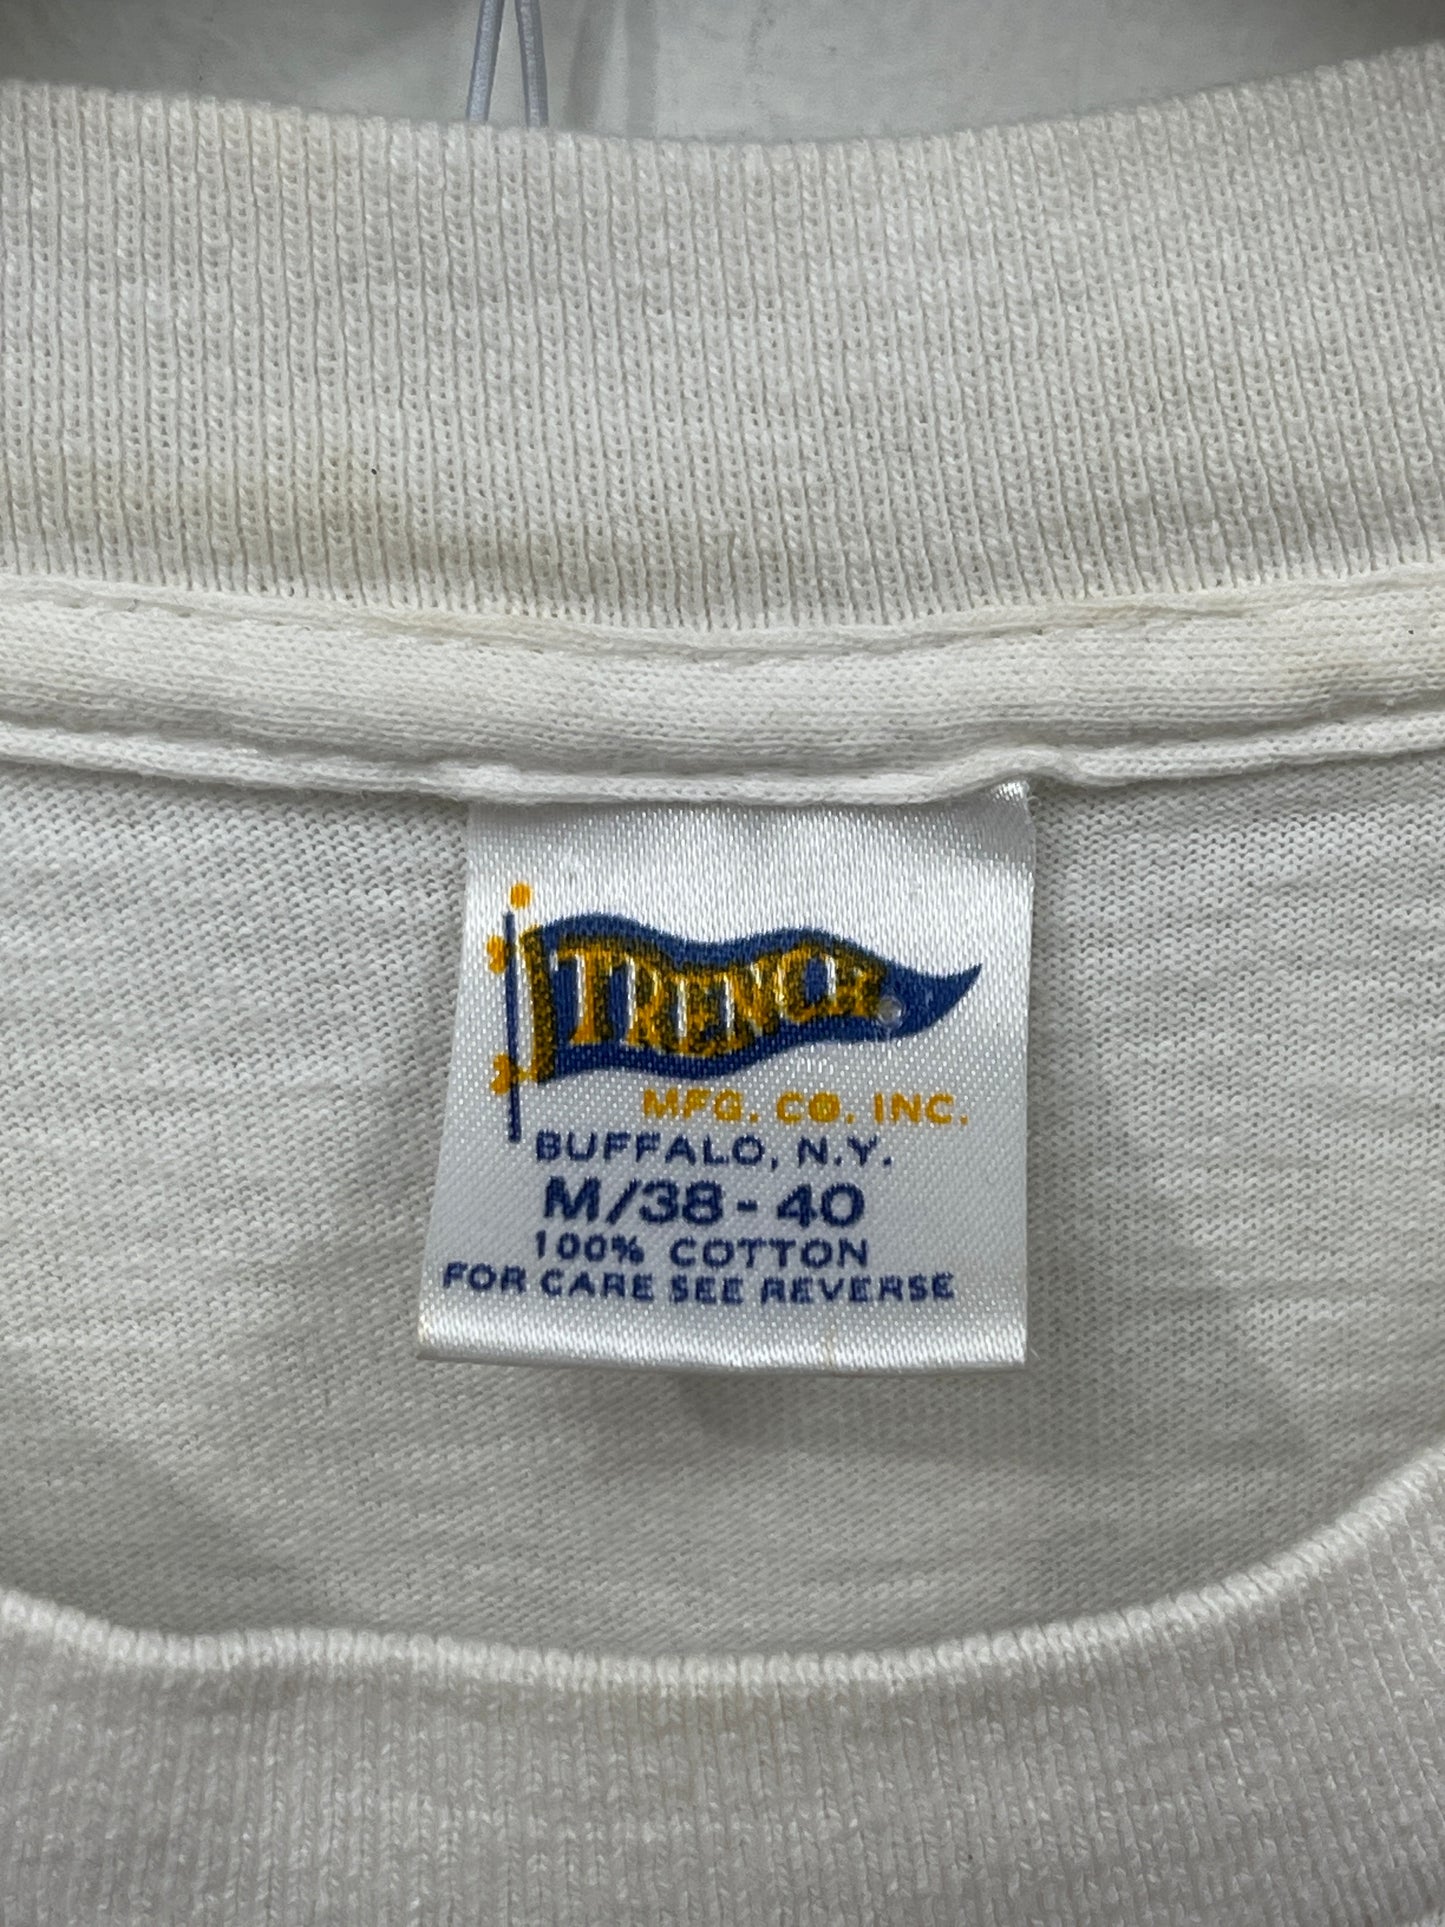 TRENCH
MFG. CO. INC.
BUFFALO, N.Y.
M/38-40
100% COTTON
FOR CARE SEE REVERSE